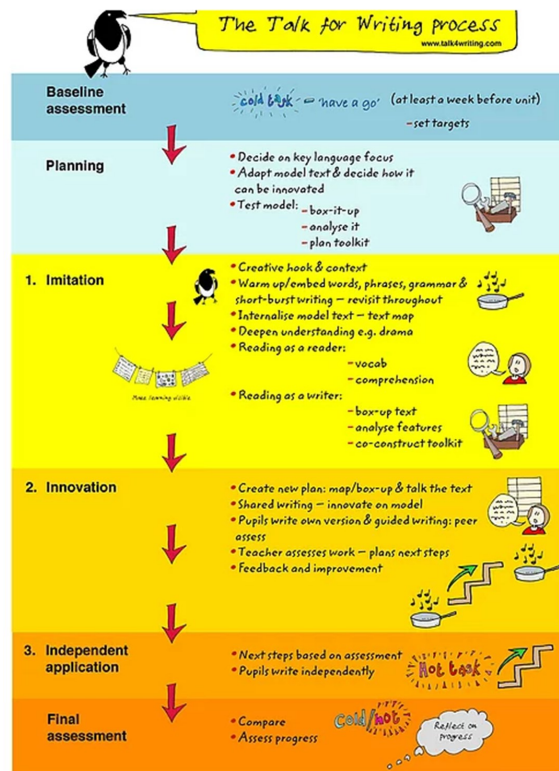 The Talk for Writing process
www.talk4writing.com
Baseline
assessment
cold task – 'have a go' (at least a week before unit)
– set targets
Planning
• Decide on key language focus
• Adapt model text & decide how it
can be innovated
• Test model: – box-it-up
– analyse it
– plan toolkit
1. Imitation
• Creative hook & context
• Warm up/embed words, phrases, grammar &
short-burst writing – revisit throughout
• Internalise model text – text map
• Deepen understanding e.g. drama
• Reading as a reader:
– vocab
– comprehension
Make learning visible
• Reading as a writer:
– box-up text
– analyse features
– co-construct toolkit
2. Innovation
• Create new plan: map/box-up & talk the text
• Shared writing – innovate on model
• Pupils write own version & guided writing: peer
assess
• Teacher assesses work – plans next steps
• Feedback and improvement
3. Independent
application
• Next steps based on assessment
• Pupils write independently
Hot task
Final
assessment
• Compare
• Assess progress
Cold/hot
Reflect on
progress